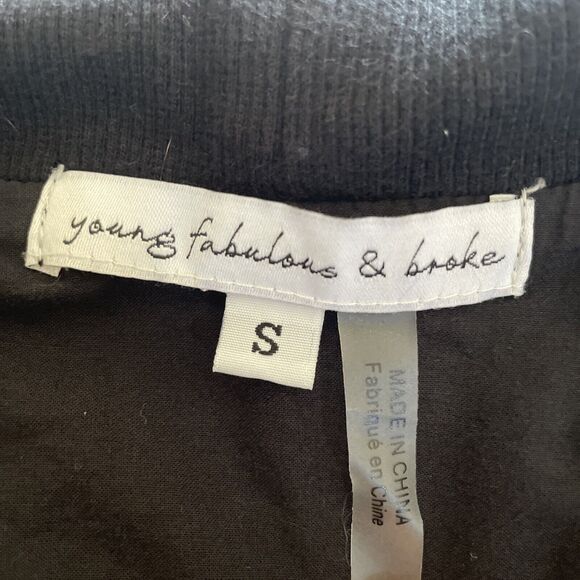 young fabulous & broke
S
MADE IN CHINA
Fabriqué en Chine